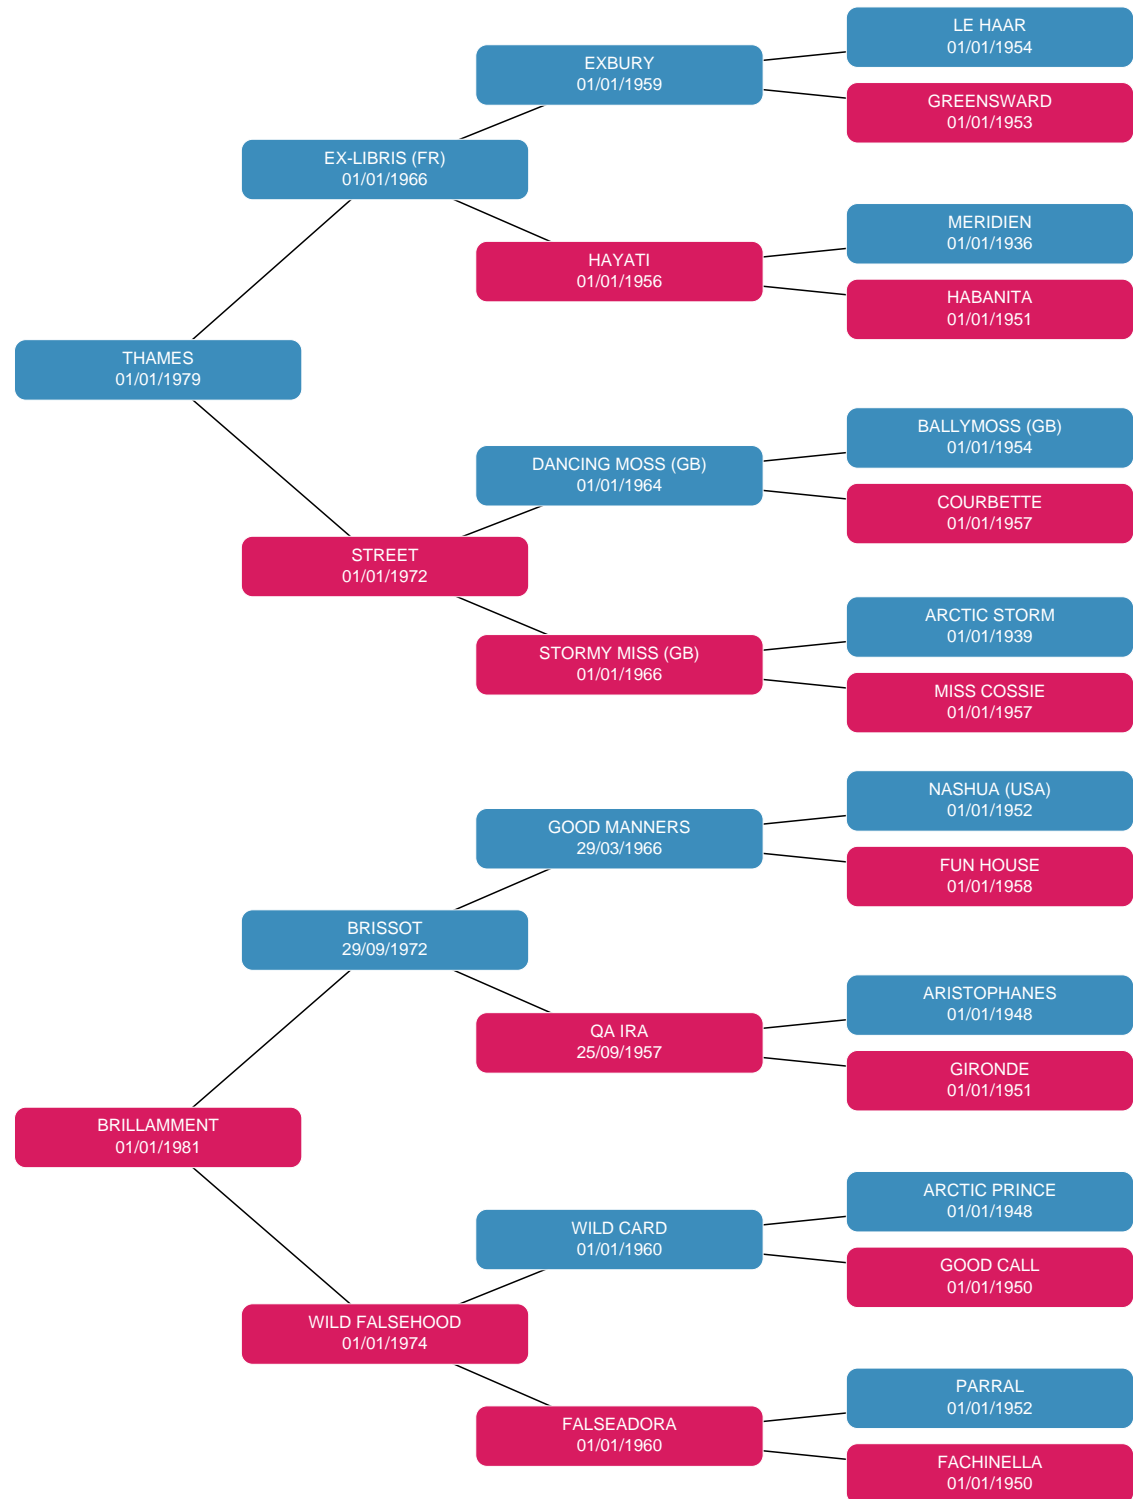 LE HAAR
01/01/1954
EXBURY
01/01/1959
GREENSWARD
01/01/1953
EX-LIBRIS (FR)
01/01/1966
MERIDIEN
01/01/1936
HAYATI
01/01/1956
HABANITA
01/01/1951
THAMES
01/01/1979
BALLYMOSS (GB)
01/01/1954
DANCING MOSS (GB)
01/01/1964
COURBETTE
01/01/1957
STREET
01/01/1972
ARCTIC STORM
01/01/1939
STORMY MISS (GB)
01/01/1966
MISS COSSIE
01/01/1957
NASHUA (USA)
01/01/1952
GOOD MANNERS
29/03/1966
FUN HOUSE
01/01/1958
BRISSOT
29/09/1972
ARISTOPHANES
01/01/1948
QA IRA
25/09/1957
GIRONDE
01/01/1951
BRILLAMMENT
01/01/1981
ARCTIC PRINCE
01/01/1948
WILD CARD
01/01/1960
GOOD CALL
01/01/1950
WILD FALSEHOOD
01/01/1974
PARRAL
01/01/1952
FALSEADORA
01/01/1960
FACHINELLA
01/01/1950